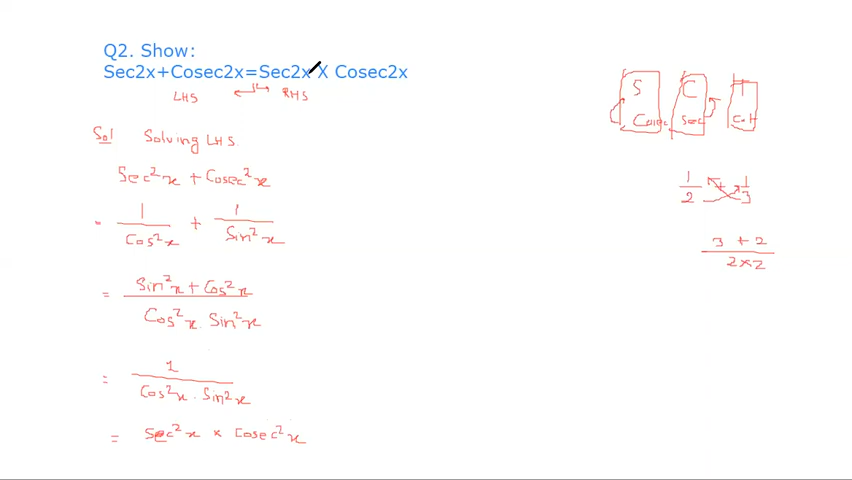 Q2. Show:
Sec2x+Cosec2x=Sec2x X Cosec2x
LHS RHS
Sol Solving LHS.
Sec²x + Cosec²x
= 1/Cos²x + 1/Sin²x
= Sin²x + Cos²x / Cos²x . Sin²x
= 1 / Cos²x . Sin²x
= Sec²x × Cosec²x
S C T
Cosec Sec Cot
1/2 + 1/3
3 + 2 / 2×2